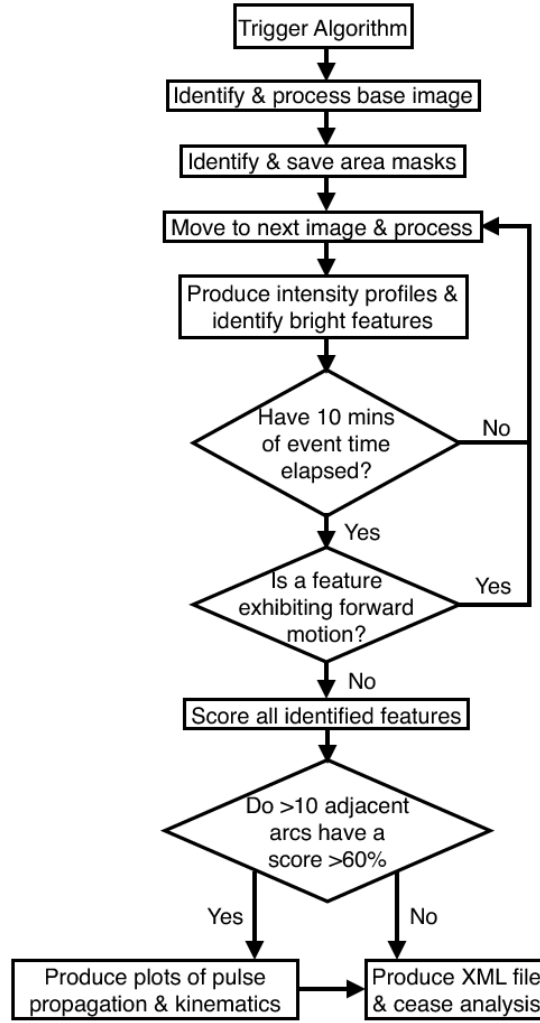 Trigger Algorithm
Identify & process base image
Identify & save area masks
Move to next image & process
Produce intensity profiles &
identify bright features
Have 10 mins
of event time
elapsed?
No
Yes
Is a feature
exhibiting forward
motion?
Yes
No
Score all identified features
Do >10 adjacent
arcs have a
score >60%
Yes
No
Produce plots of pulse
propagation & kinematics
Produce XML file
& cease analysis